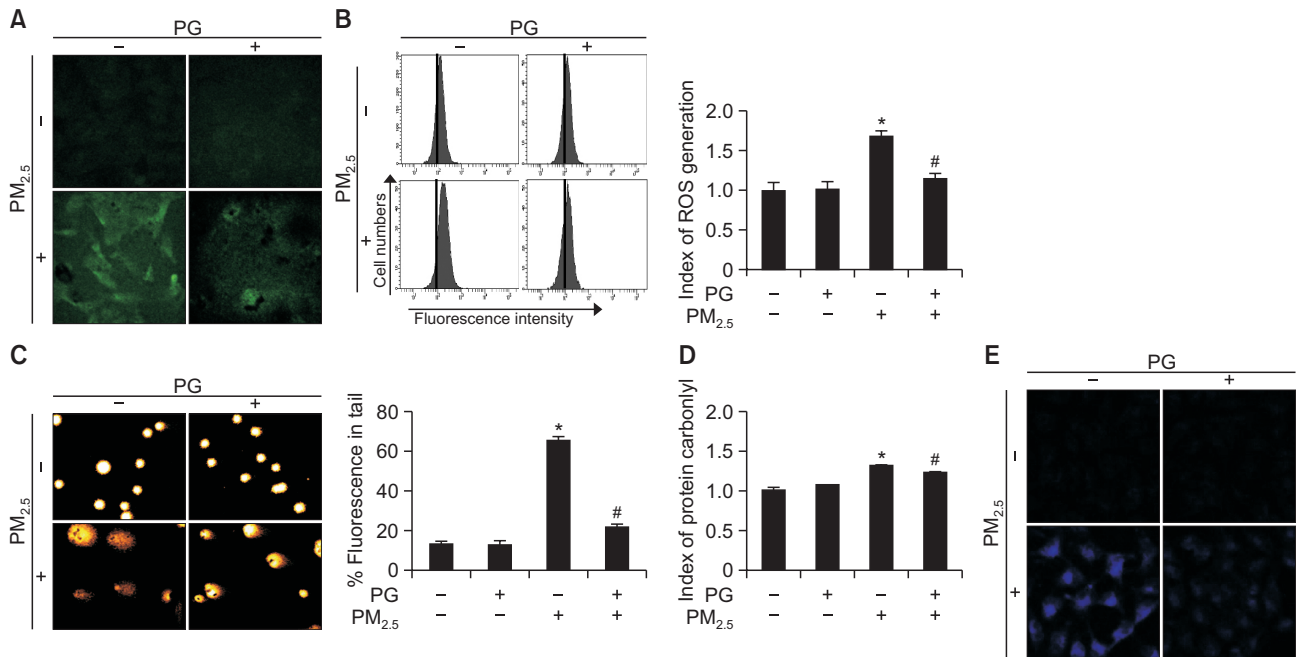 A
PG
– +
PM2.5
–
+
B
PG
– +
PM2.5
–
+
Cell numbers
Fluorescence intensity
Index of ROS generation
2.0
1.5
1.0
0.5
0
*
#
PG – + – +
PM2.5 – – + +
C
PG
– +
PM2.5
–
+
% Fluorescence in tail
80
60
40
20
0
*
#
PG – + – +
PM2.5 – – + +
D
Index of protein carbonlyl
2.0
1.5
1.0
0.5
0
*
#
PG – + – +
PM2.5 – – + +
E
PG
– +
PM2.5
–
+